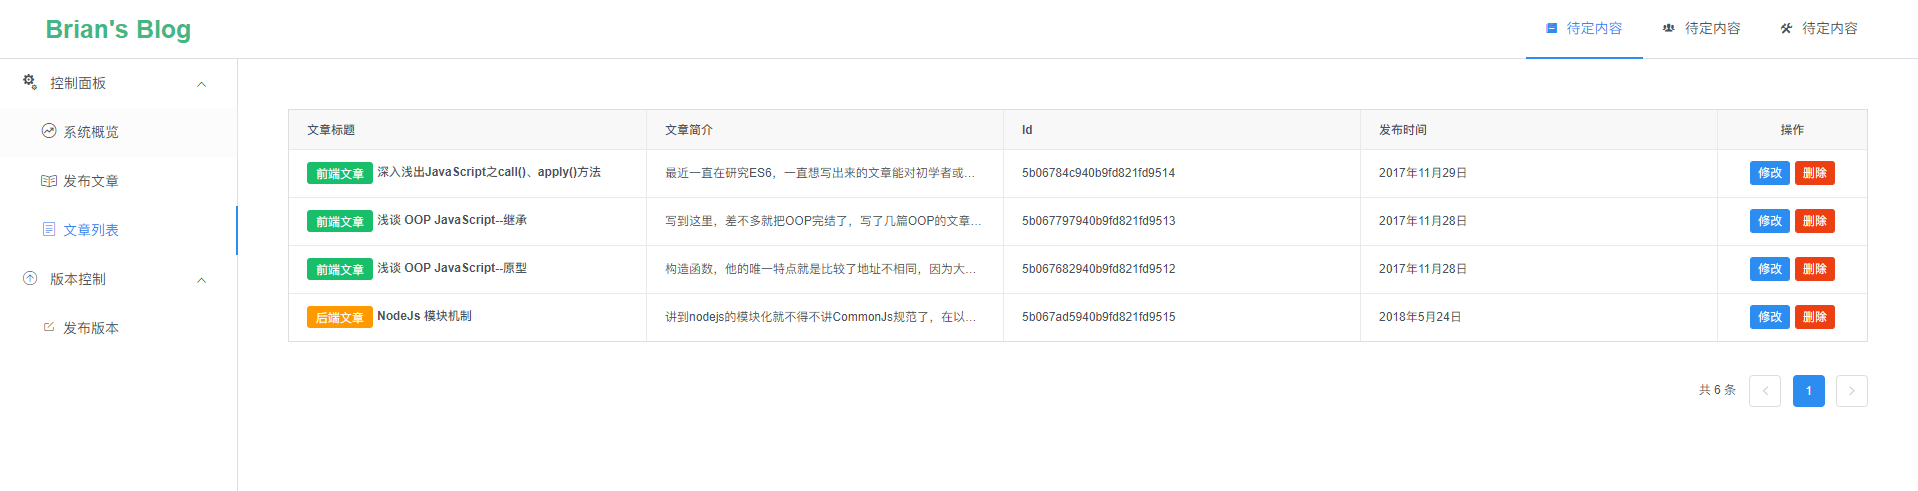 Brian's Blog
待定内容 待定内容 待定内容
控制面板
系统概览
发布文章
文章列表
版本控制
发布版本
文章标题 文章简介 Id 发布时间 操作
前端文章 深入浅出JavaScript之call()、apply()方法 最近一直在研究ES6，一直想写出来的文章能对初学者或... 5b06784c940b9fd821fd9514 2017年11月29日 修改 删除
前端文章 浅谈 OOP JavaScript--继承 写到这里，差不多就把OOP完结了，写了几篇OOP的文章... 5b067797940b9fd821fd9513 2017年11月28日 修改 删除
前端文章 浅谈 OOP JavaScript--原型 构造函数，他的唯一特点就是比较了地址不相同，因为大... 5b067682940b9fd821fd9512 2017年11月28日 修改 删除
后端文章 NodeJs 模块机制 讲到nodejs的模块化就不得不讲CommonJs规范了，在以... 5b067ad5940b9fd821fd9515 2018年5月24日 修改 删除
共 6 条 1